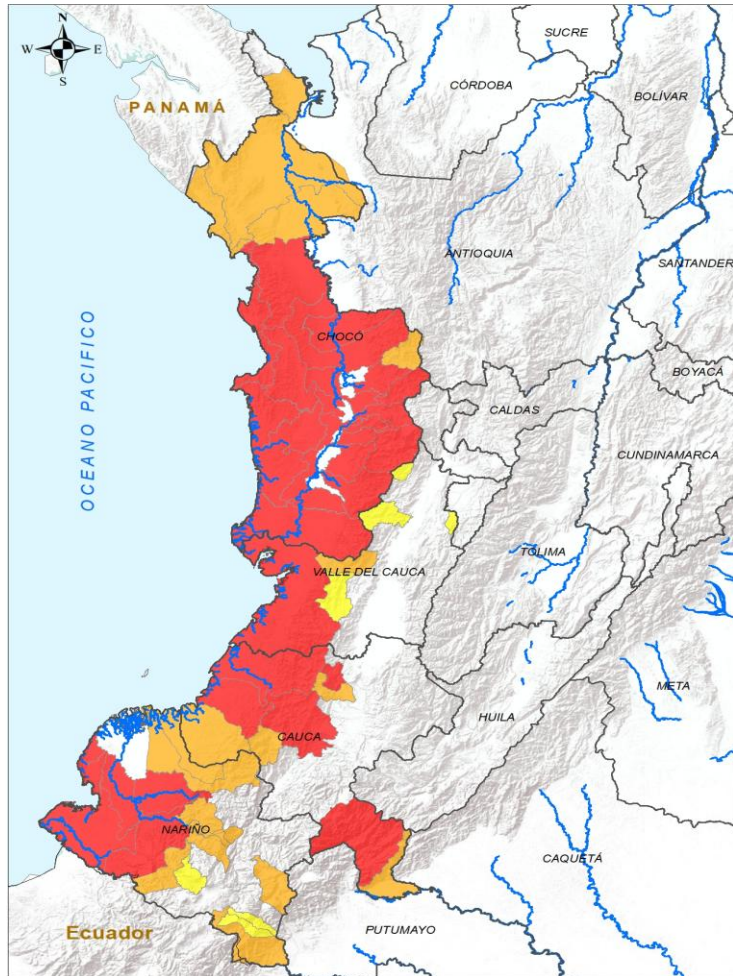 N
W E
S
SUCRE
CÓRDOBA
BOLÍVAR
PANAMÁ
ANTIOQUIA
SANTANDER
OCEANO PACIFICO
CHOCÓ
BOYACÁ
CALDAS
CUNDINAMARCA
TOLIMA
VALLE DEL CAUCA
META
HUILA
CAUCA
NARIÑO
CAQUETÁ
PUTUMAYO
Ecuador